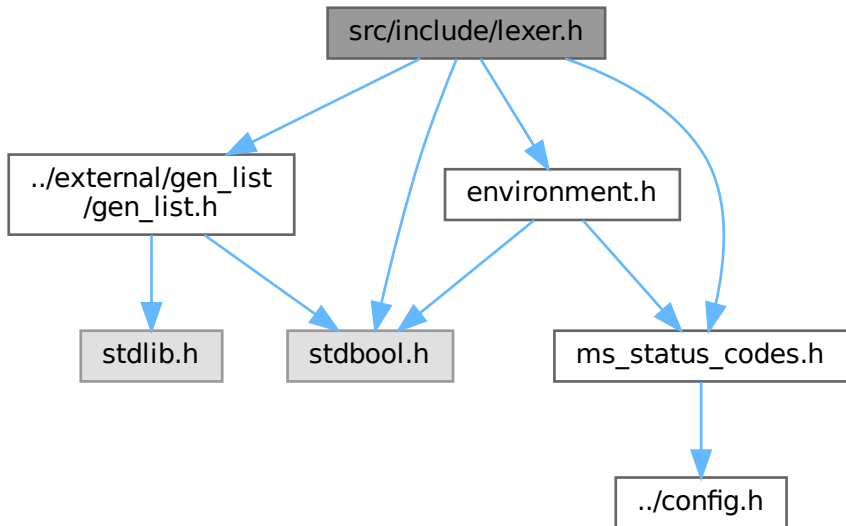 src/include/lexer.h
../external/gen_list
/gen_list.h
environment.h
stdlib.h
stdbool.h
ms_status_codes.h
../config.h